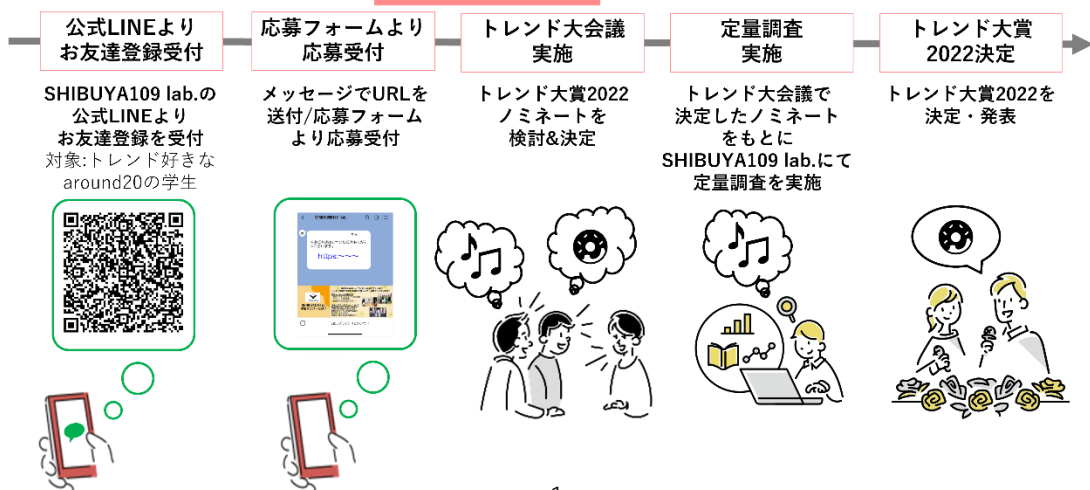 公式LINEより
お友達登録受付
応募フォームより
応募受付
トレンド大会議
実施
定量調査
実施
トレンド大賞
2022決定
SHIBUYA109 lab.の
公式LINEより
お友達登録を受付
対象:トレンド好きな
around20の学生
メッセージでURLを
送付/応募フォーム
より応募受付
トレンド大賞2022
ノミネートを
検討&決定
トレンド大会議で
決定したノミネート
をもとに
SHIBUYA109 lab.にて
定量調査を実施
トレンド大賞2022を
決定・発表
https:〜〜〜